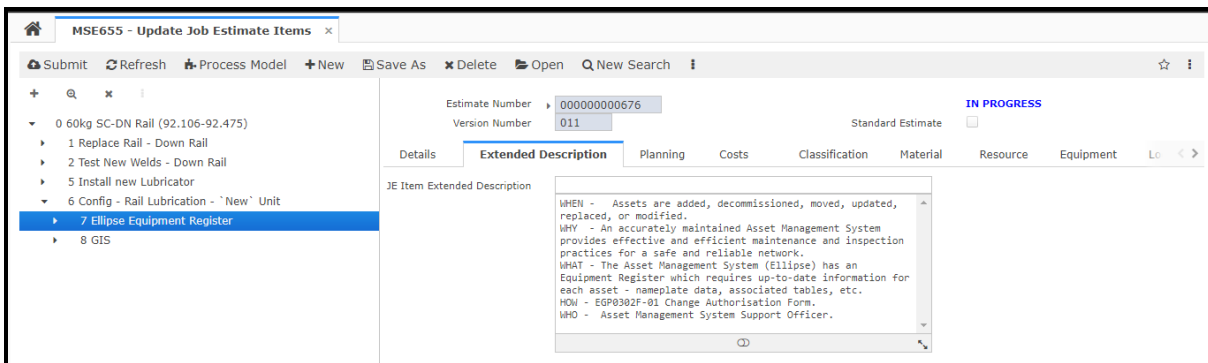 MSE655 - Update Job Estimate Items ×
Submit Refresh Process Model New Save As Delete Open New Search
Estimate Number 000000000676 IN PROGRESS
Version Number 011 Standard Estimate
0 60kg SC-DN Rail (92.106-92.475)
1 Replace Rail - Down Rail
2 Test New Welds - Down Rail
5 Install new Lubricator
6 Config - Rail Lubrication - `New` Unit
7 Ellipse Equipment Register
8 GIS
Details Extended Description Planning Costs Classification Material Resource Equipment Lo
JE Item Extended Description
WHEN - Assets are added, decommissioned, moved, updated,
replaced, or modified.
WHY - An accurately maintained Asset Management System
provides effective and efficient maintenance and inspection
practices for a safe and reliable network.
WHAT - The Asset Management System (Ellipse) has an
Equipment Register which requires up-to-date information for
each asset - nameplate data, associated tables, etc.
HOW - EGP0302F-01 Change Authorisation Form.
WHO - Asset Management System Support Officer.